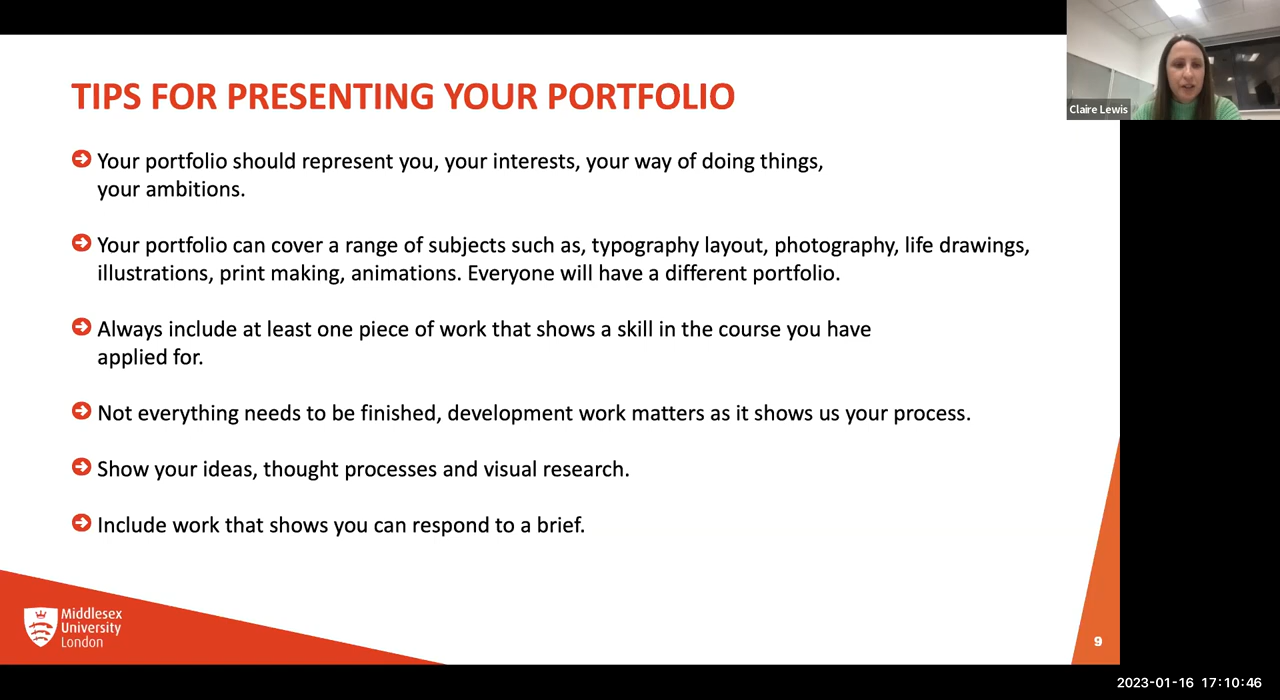 TIPS FOR PRESENTING YOUR PORTFOLIO
Claire Lewis
Your portfolio should represent you, your interests, your way of doing things,
your ambitions.
Your portfolio can cover a range of subjects such as, typography layout, photography, life drawings,
illustrations, print making, animations. Everyone will have a different portfolio.
Always include at least one piece of work that shows a skill in the course you have
applied for.
Not everything needs to be finished, development work matters as it shows us your process.
Show your ideas, thought processes and visual research.
Include work that shows you can respond to a brief.
Middlesex
University
London
9
2023-01-16 17:10:46